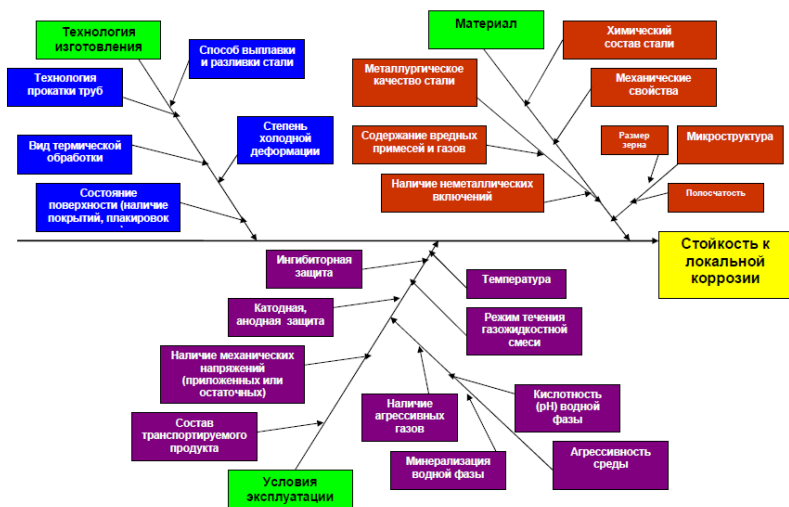 Технология
изготовления
Способ выплавки
и разливки стали
Технология
прокатки труб
Степень
холодной
деформации
Вид термической
обработки
Состояние
поверхности (наличие
покрытий, плакировок
Материал
Химический
состав стали
Металлургическое
качество стали
Механические
свойства
Содержание вредных
примесей и газов
Размер
зерна
Микроструктура
Наличие неметаллических
включений
Полосчатость
Стойкость к
локальной
коррозии
Ингибиторная
защита
Температура
Катодная,
анодная защита
Режим течения
газожидкостной
смеси
Наличие механических
напряжений
(приложенных или
остаточных)
Кислотность
(pH) водной
фазы
Наличие
агрессивных
газов
Состав
транспортируемого
продукта
Агрессивность
среды
Минерализация
водной фазы
Условия
эксплуатации